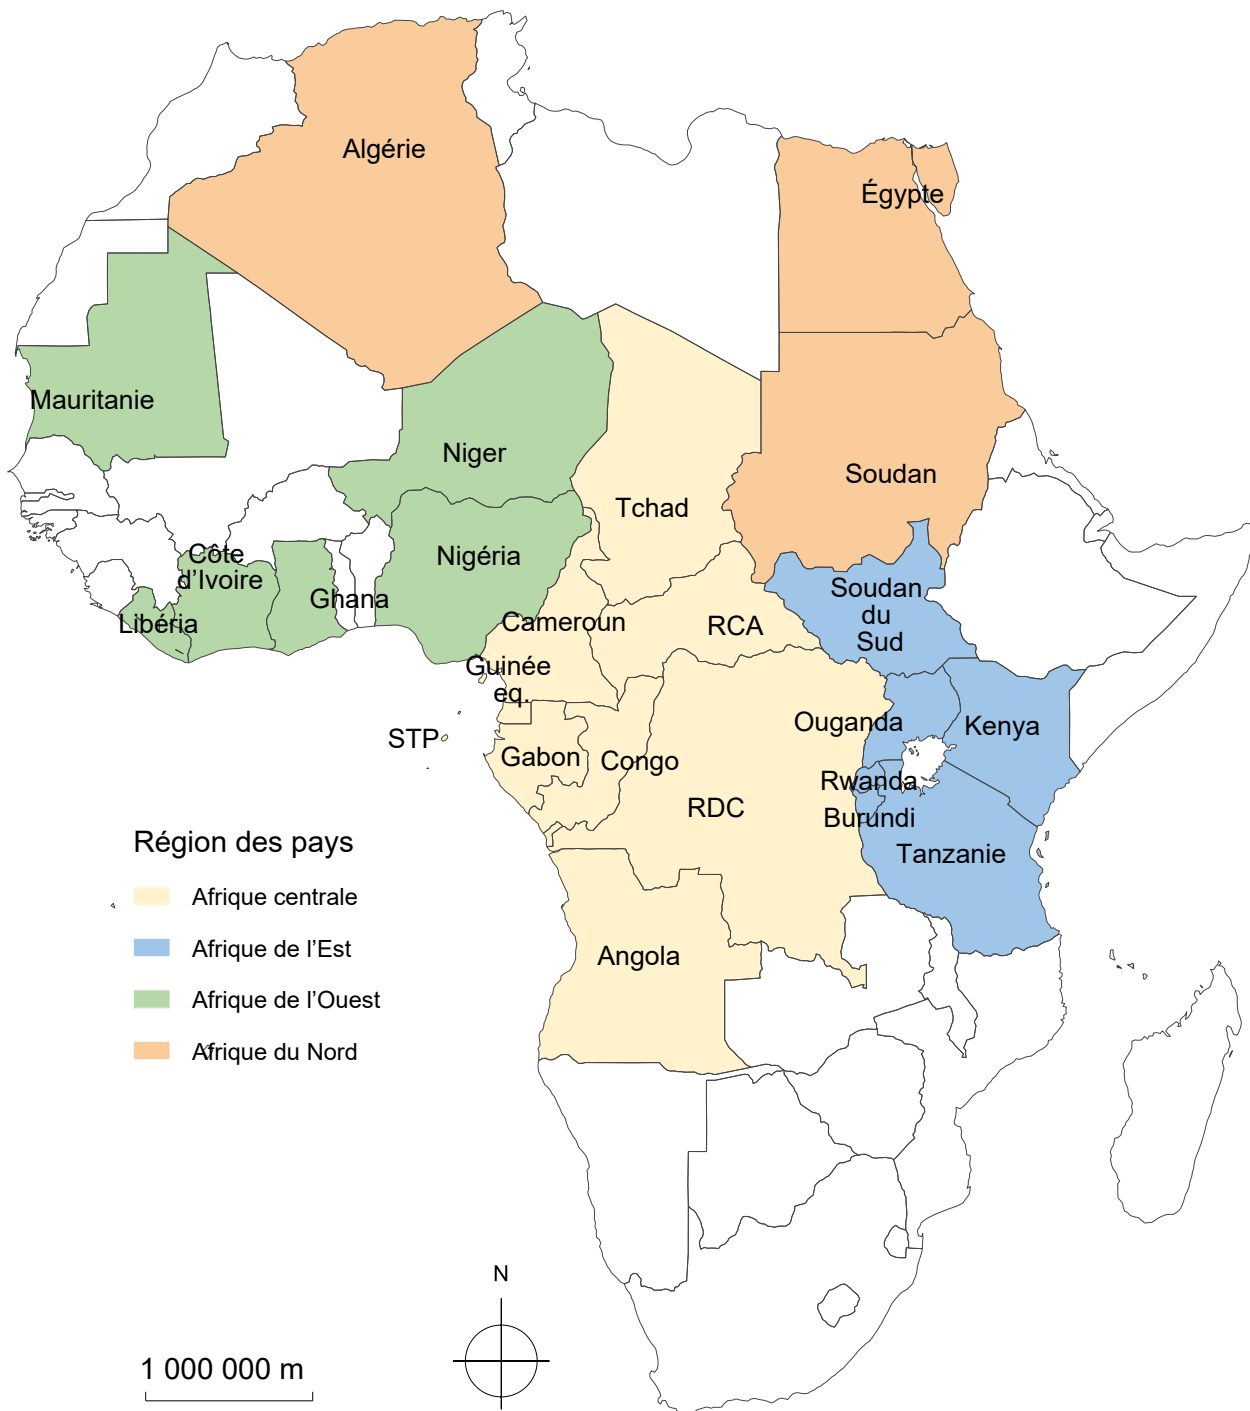 Algérie
Égypte
Mauritanie
Niger
Soudan
Tchad
Nigéria
Côte
d’Ivoire
Ghana
Libéria
Soudan
du
Sud
Cameroun
RCA
Guinée
eq.
Ouganda
Kenya
STP
Gabon
Congo
Rwanda
RDC
Burundi
Tanzanie
Région des pays
Afrique centrale
Afrique de l’Est
Afrique de l’Ouest
Afrique du Nord
Angola
N
1 000 000 m